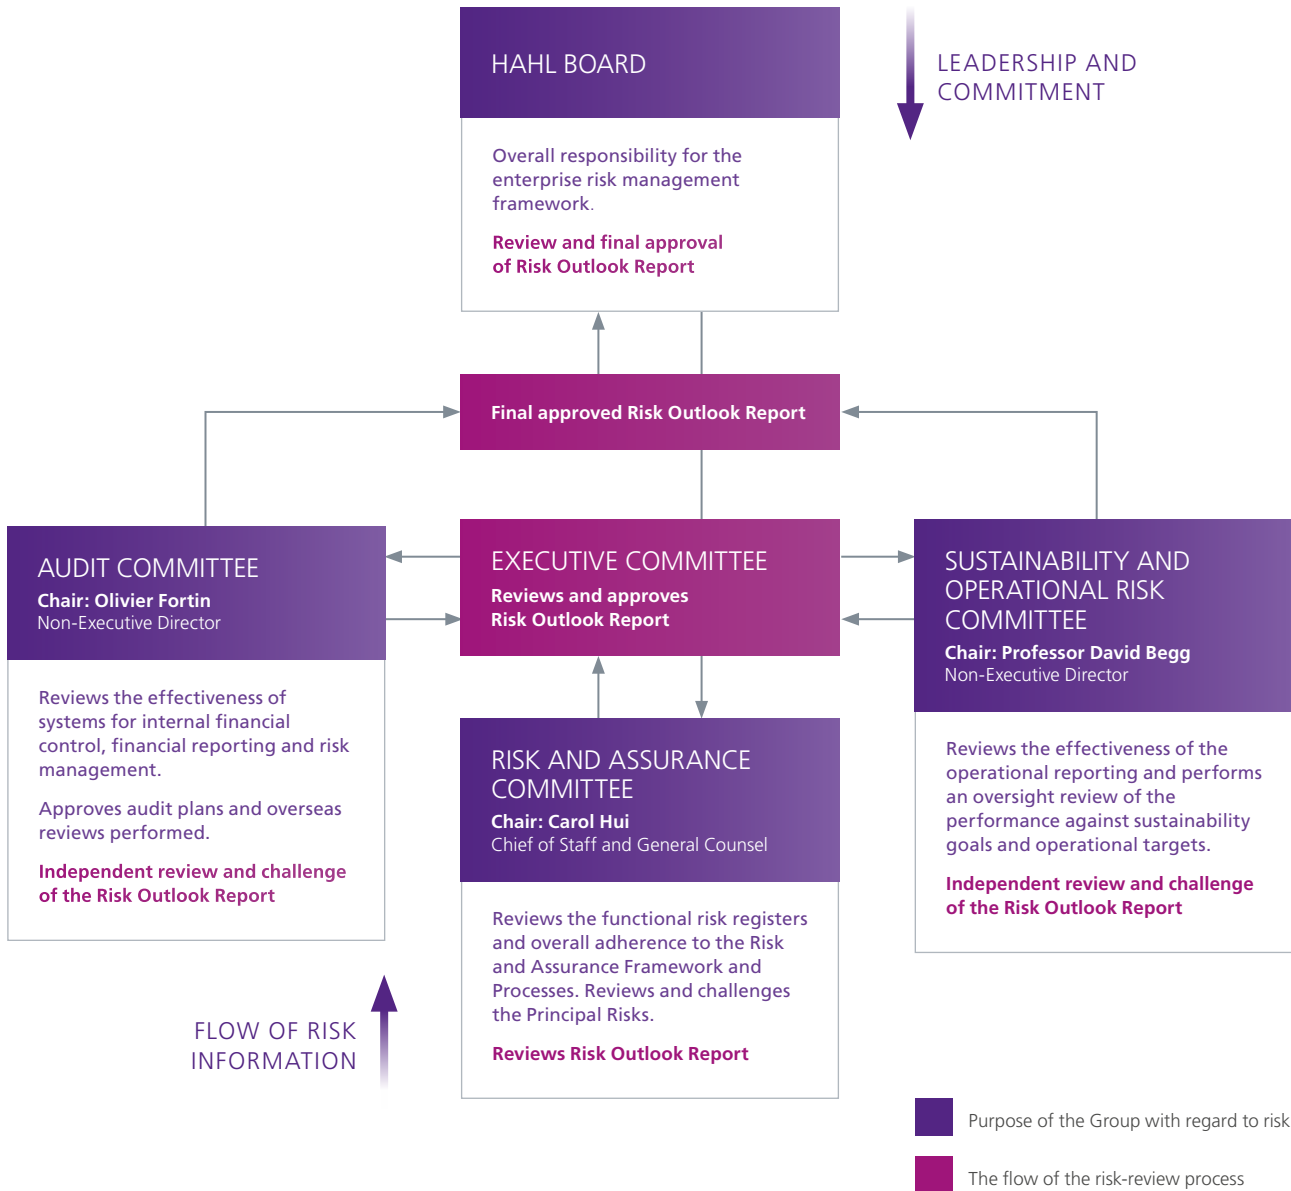 HAHL BOARD
LEADERSHIP AND
COMMITMENT
Overall responsibility for the
enterprise risk management
framework.
Review and final approval
of Risk Outlook Report
Final approved Risk Outlook Report
AUDIT COMMITTEE
Chair: Olivier Fortin
Non-Executive Director
Reviews the effectiveness of
systems for internal financial
control, financial reporting and risk
management.
Approves audit plans and overseas
reviews performed.
Independent review and challenge
of the Risk Outlook Report
EXECUTIVE COMMITTEE
Reviews and approves
Risk Outlook Report
SUSTAINABILITY AND
OPERATIONAL RISK
COMMITTEE
Chair: Professor David Begg
Non-Executive Director
Reviews the effectiveness of the
operational reporting and performs
an oversight review of the
performance against sustainability
goals and operational targets.
Independent review and challenge
of the Risk Outlook Report
RISK AND ASSURANCE
COMMITTEE
Chair: Carol Hui
Chief of Staff and General Counsel
Reviews the functional risk registers
and overall adherence to the Risk
and Assurance Framework and
Processes. Reviews and challenges
the Principal Risks.
Reviews Risk Outlook Report
FLOW OF RISK
INFORMATION
Purpose of the Group with regard to risk
The flow of the risk-review process